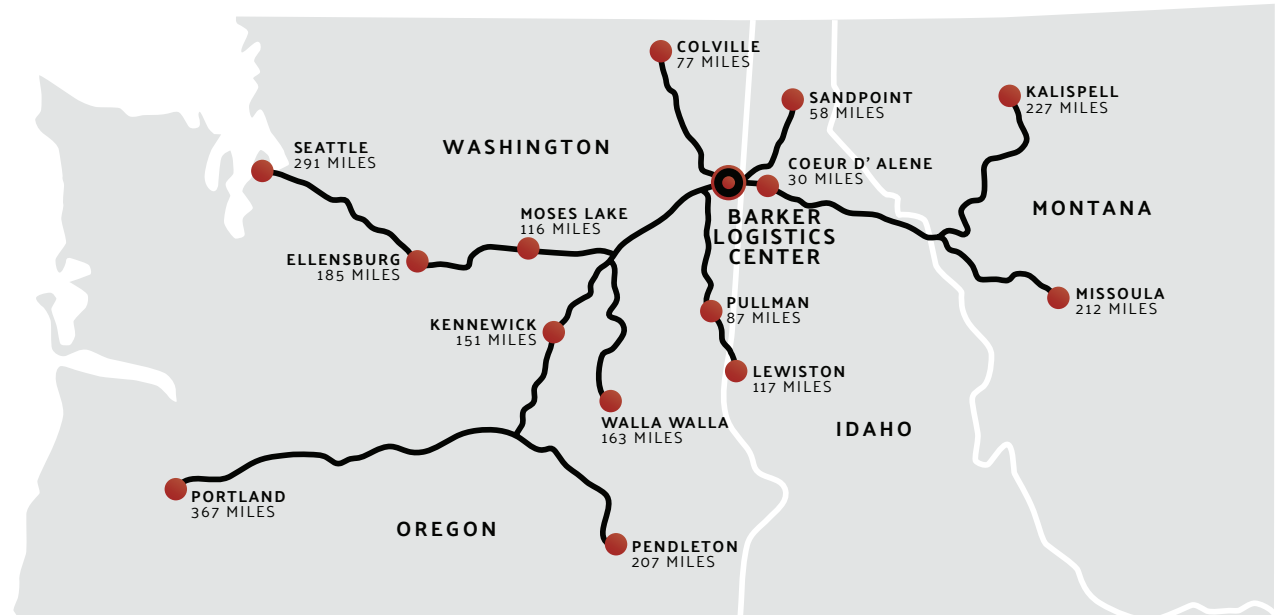 COLVILLE
77 MILES
SANDPOINT
58 MILES
KALISPELL
227 MILES
SEATTLE
291 MILES
WASHINGTON
COEUR D' ALENE
30 MILES
MONTANA
MOSES LAKE
116 MILES
BARKER
LOGISTICS
CENTER
ELLENSBURG
185 MILES
MISSOULA
212 MILES
PULLMAN
87 MILES
KENNEWICK
151 MILES
LEWISTON
117 MILES
WALLA WALLA
163 MILES
IDAHO
PORTLAND
367 MILES
OREGON
PENDLETON
207 MILES